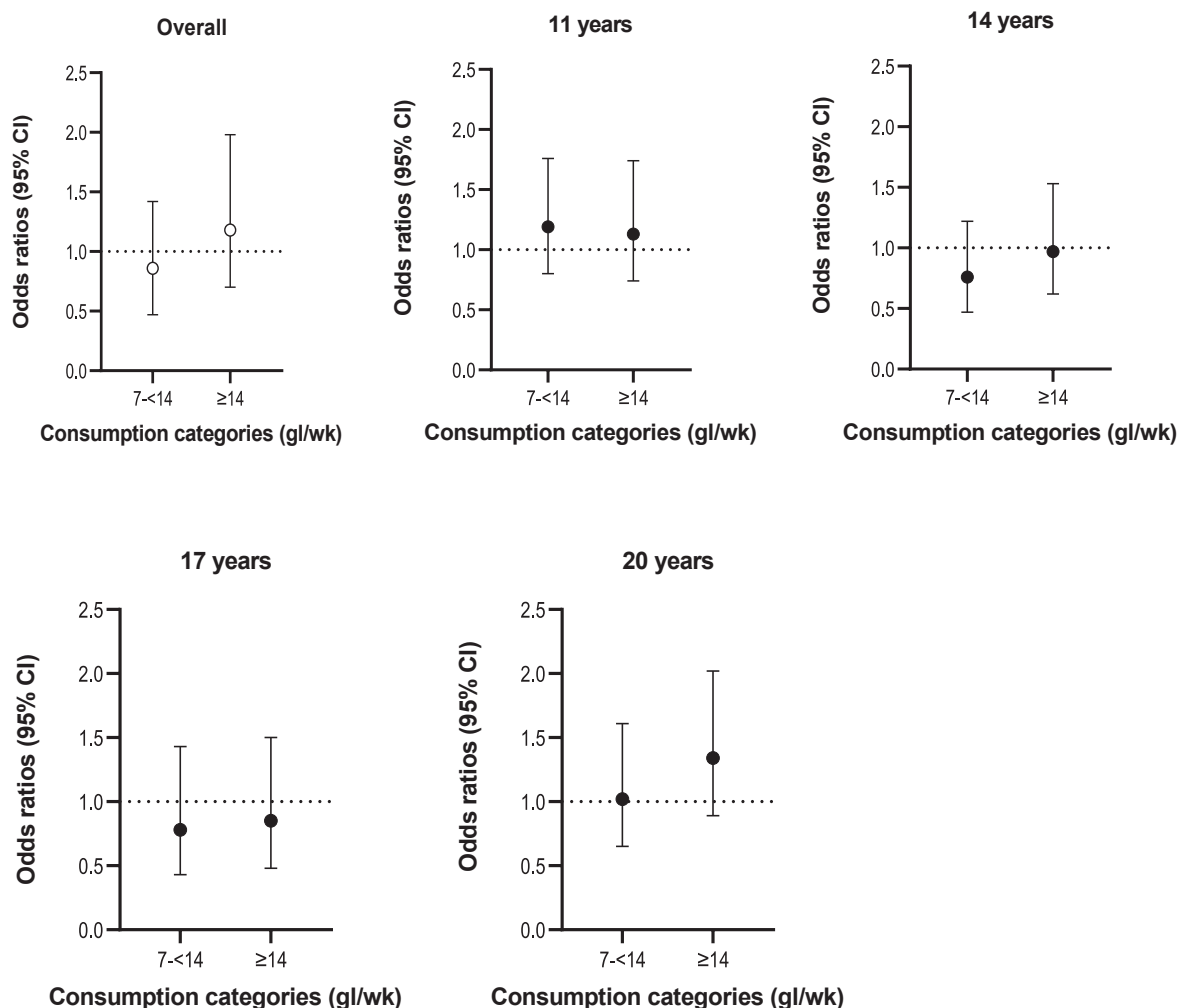 Overall
Odds ratios (95% CI)
2.5
2.0
1.5
1.0
0.5
0.0
7-<14
≥14
Consumption categories (gl/wk)
11 years
Odds ratios (95% CI)
2.5
2.0
1.5
1.0
0.5
0.0
7-<14
≥14
Consumption categories (gl/wk)
14 years
Odds ratios (95% CI)
2.5
2.0
1.5
1.0
0.5
0.0
7-<14
≥14
Consumption categories (gl/wk)
17 years
Odds ratios (95% CI)
2.5
2.0
1.5
1.0
0.5
0.0
7-<14
≥14
Consumption categories (gl/wk)
20 years
Odds ratios (95% CI)
2.5
2.0
1.5
1.0
0.5
0.0
7-<14
≥14
Consumption categories (gl/wk)